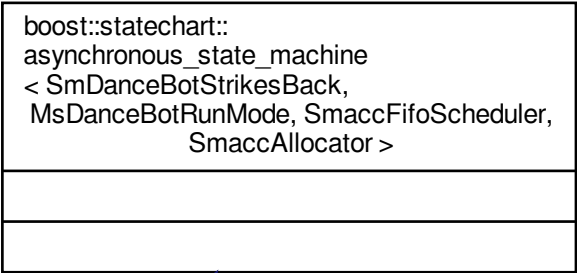 boost::statechart::
asynchronous_state_machine
< SmDanceBotStrikesBack,
MsDanceBotRunMode, SmaccFifoScheduler,
SmaccAllocator >